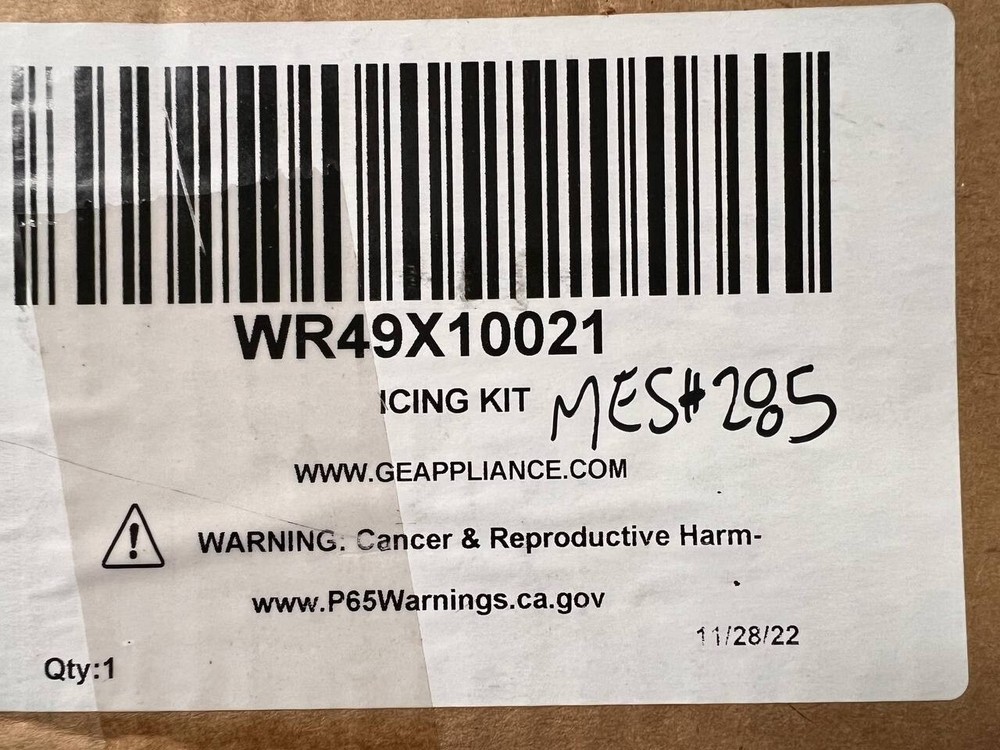 WR49X10021
ICING KIT MES#285
WWW.GEAPPLIANCE.COM
WARNING: Cancer & Reproductive Harm-
www.P65Warnings.ca.gov
11/28/22
Qty:1